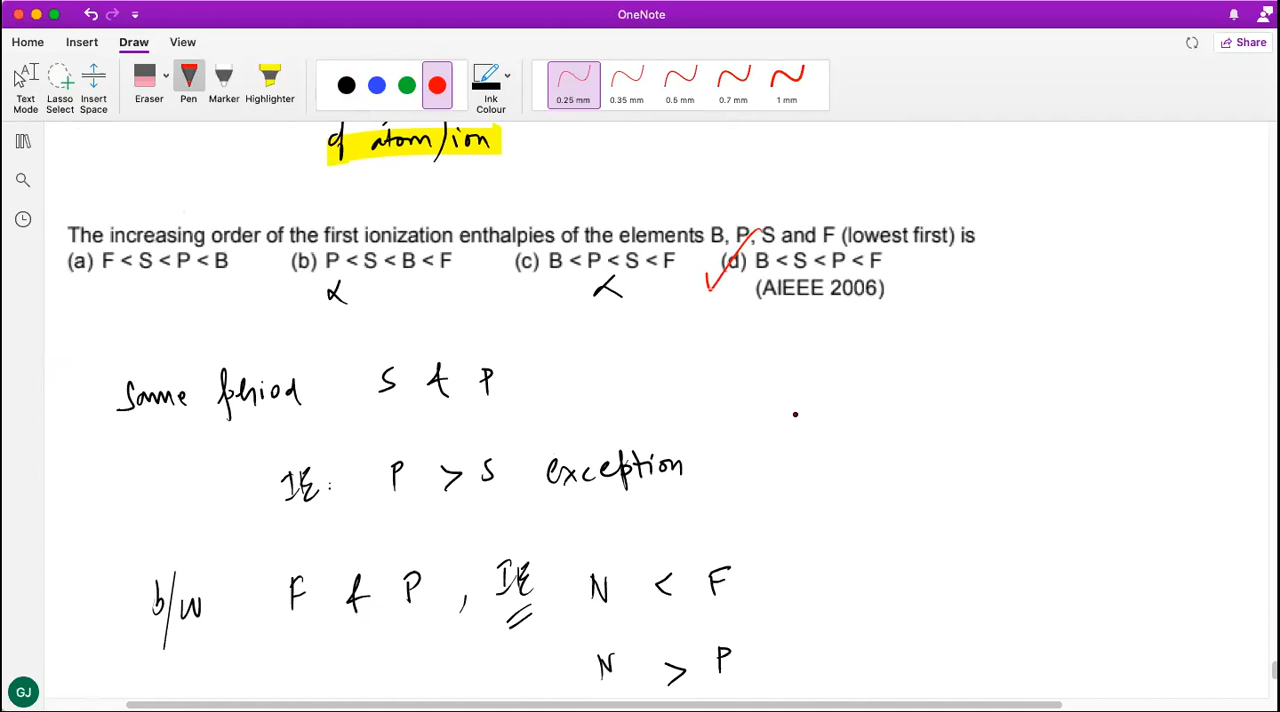 OneNote
Home Insert Draw View Share
Text Mode Lasso Select Insert Space Eraser Pen Marker Highlighter Ink Colour 0.25 mm 0.35 mm 0.5 mm 0.7 mm 1 mm
of atom/ion
The increasing order of the first ionization enthalpies of the elements B, P, S and F (lowest first) is
(a) F < S < P < B (b) P < S < B < F (c) B < P < S < F (d) B < S < P < F
(AIEEE 2006)
Same period S & P
IE: P > S exception
b/w F & P, IE N < F
N > P
GJ